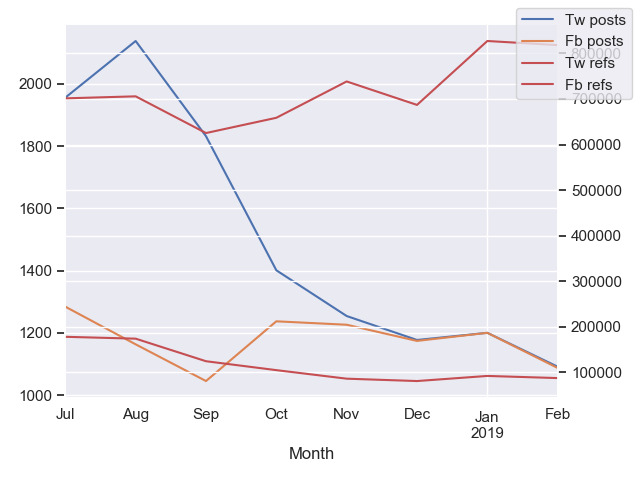 Tw posts
Fb posts
Tw refs
Fb refs
2000
1800
1600
1400
1200
1000
800000
700000
600000
500000
400000
300000
200000
100000
Jul
Aug
Sep
Oct
Nov
Dec
Jan
2019
Feb
Month